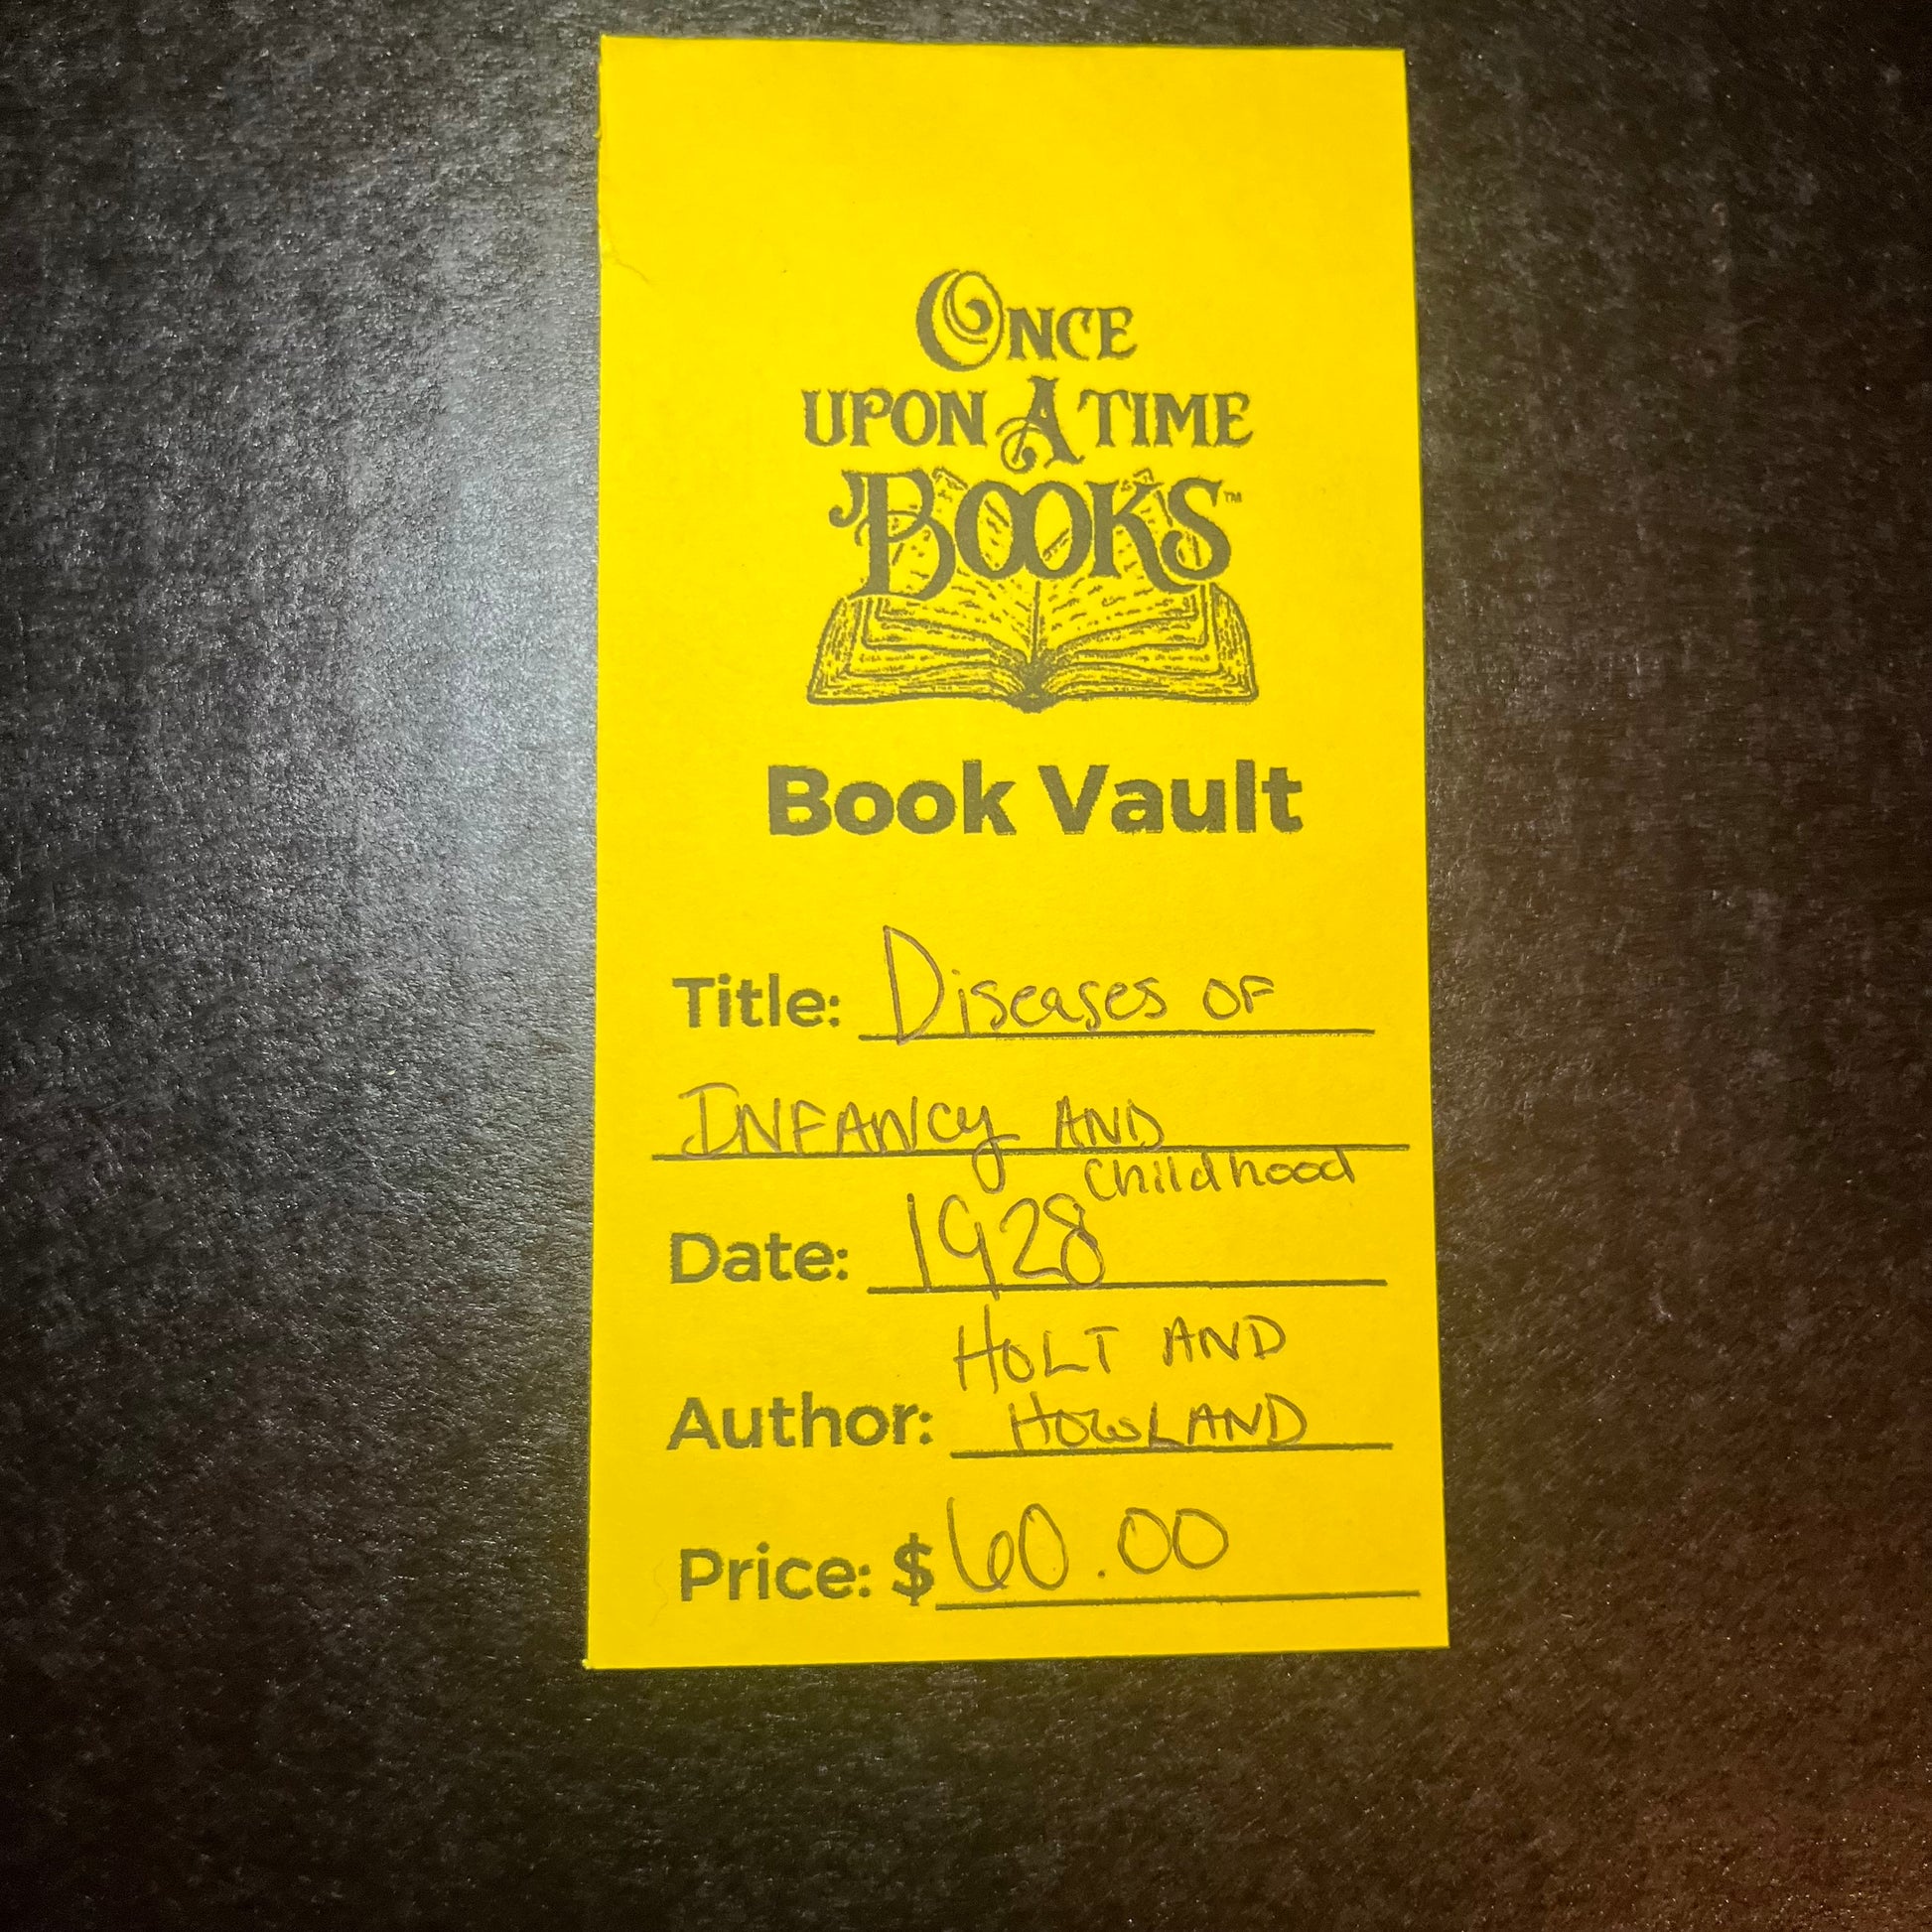 ONCE
UPON A TIME
BOOKS™
Book Vault
Title: Diseases OF
INFANCY AND
Childhood
Date: 1928
HOLT AND
Author: HOWLAND
Price: $60.00